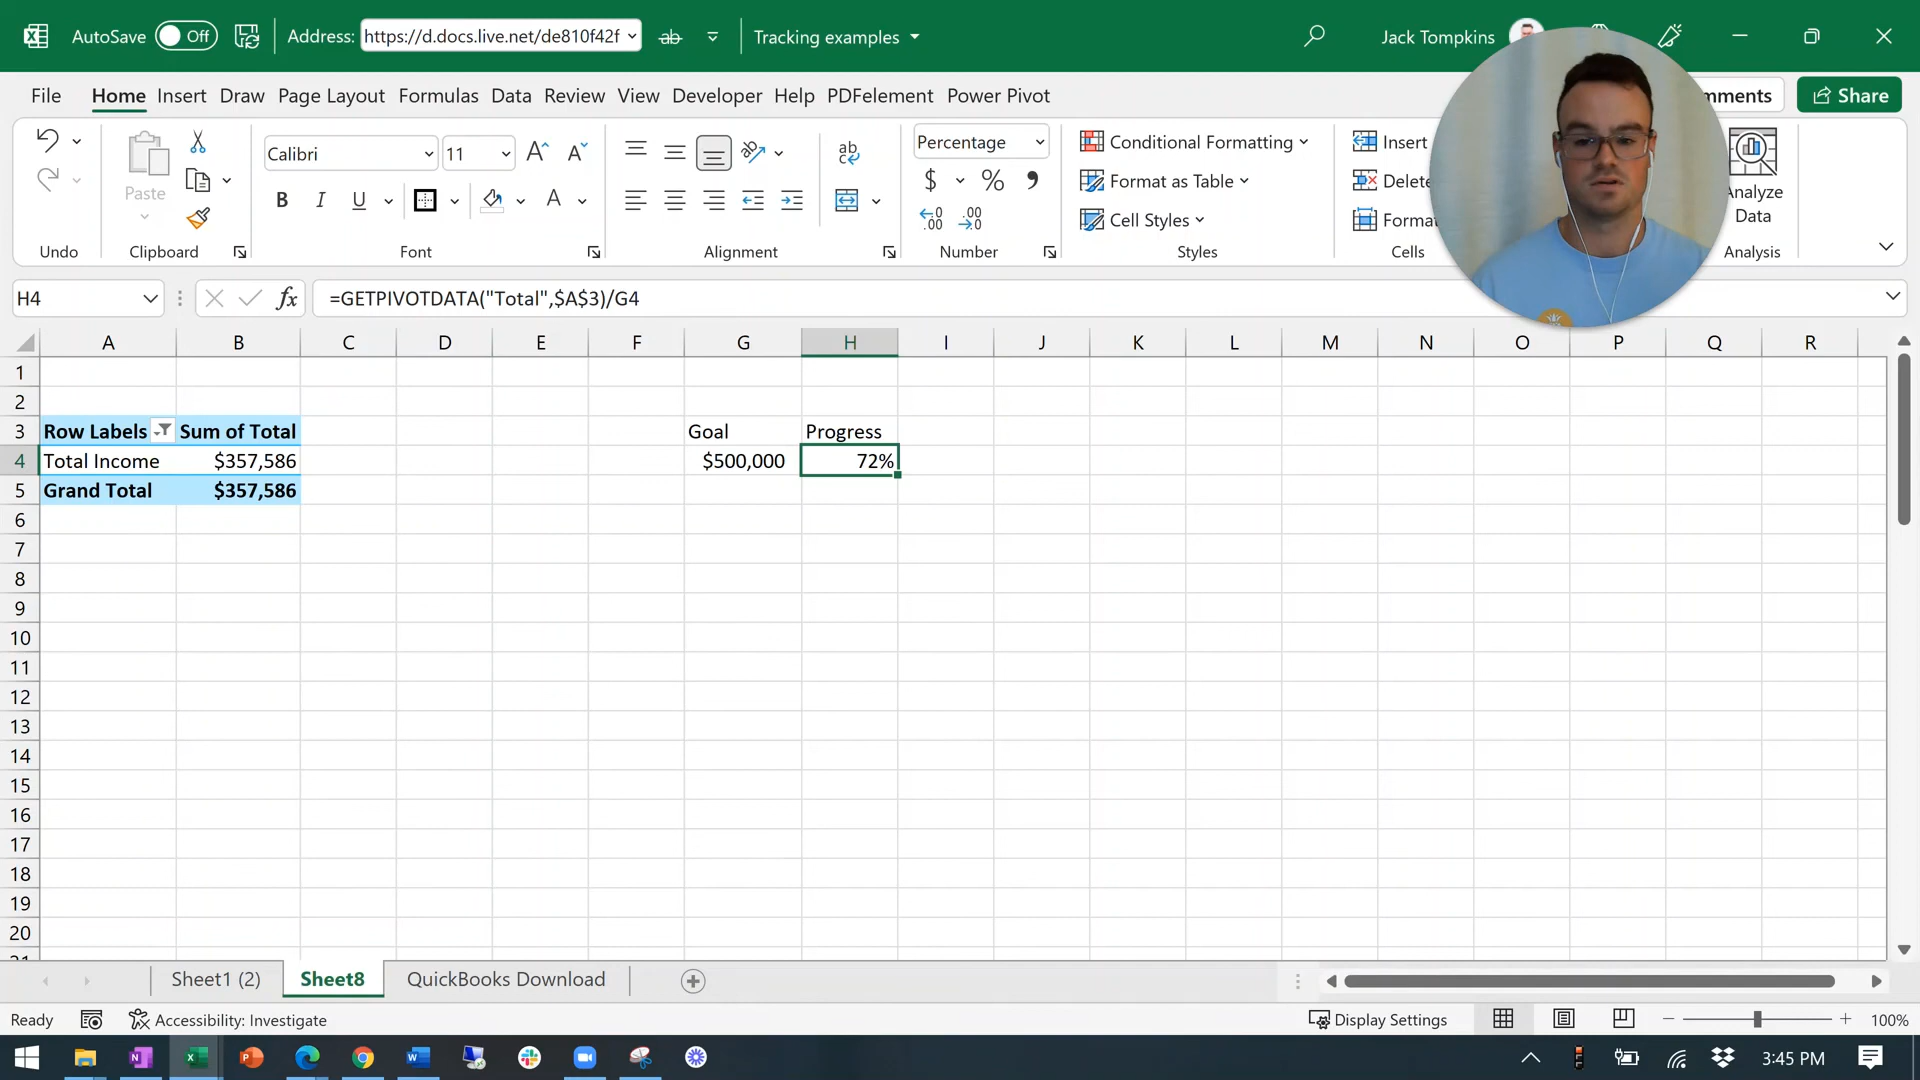 AutoSave Off Address: https://d.docs.live.net/de810f42f ab Tracking examples Jack Tompkins
File Home Insert Draw Page Layout Formulas Data Review View Developer Help PDFelement Power Pivot mments Share
Paste
Undo
Clipboard
Calibri 11
B I U A
Font
ab
Alignment
Percentage
$ % ,
Number
Conditional Formatting
Format as Table
Cell Styles
Styles
Insert
Delete
Format
Cells
Analyze
Data
Analysis
H4 fx =GETPIVOTDATA("Total",$A$3)/G4
A B C D E F G H I J K L M N O P Q R
1
2
3 Row Labels Sum of Total Goal Progress
4 Total Income $357,586 $500,000 72%
5 Grand Total $357,586
6
7
8
9
10
11
12
13
14
15
16
17
18
19
20
Sheet1 (2) Sheet8 QuickBooks Download
Ready Accessibility: Investigate Display Settings 100%
3:45 PM